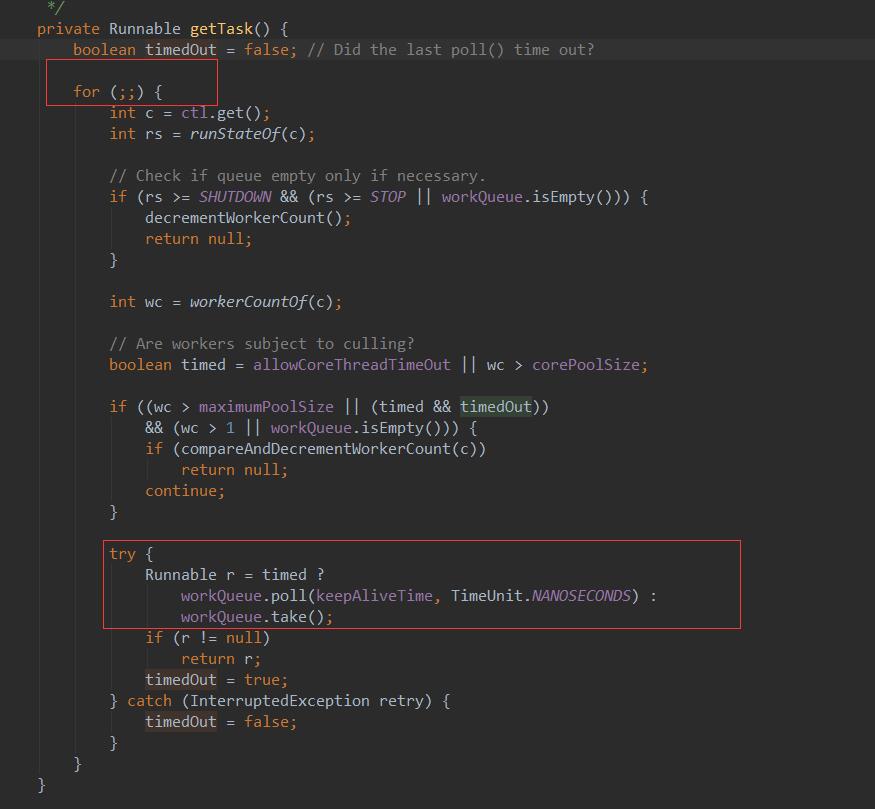 */
private Runnable getTask() {
boolean timedOut = false; // Did the last poll() time out?
for (;;) {
int c = ctl.get();
int rs = runStateOf(c);
// Check if queue empty only if necessary.
if (rs >= SHUTDOWN && (rs >= STOP || workQueue.isEmpty())) {
decrementWorkerCount();
return null;
}
int wc = workerCountOf(c);
// Are workers subject to culling?
boolean timed = allowCoreThreadTimeOut || wc > corePoolSize;
if ((wc > maximumPoolSize || (timed && timedOut))
&& (wc > 1 || workQueue.isEmpty())) {
if (compareAndDecrementWorkerCount(c))
return null;
continue;
}
try {
Runnable r = timed ?
workQueue.poll(keepAliveTime, TimeUnit.NANOSECONDS) :
workQueue.take();
if (r != null)
return r;
timedOut = true;
} catch (InterruptedException retry) {
timedOut = false;
}
}
}